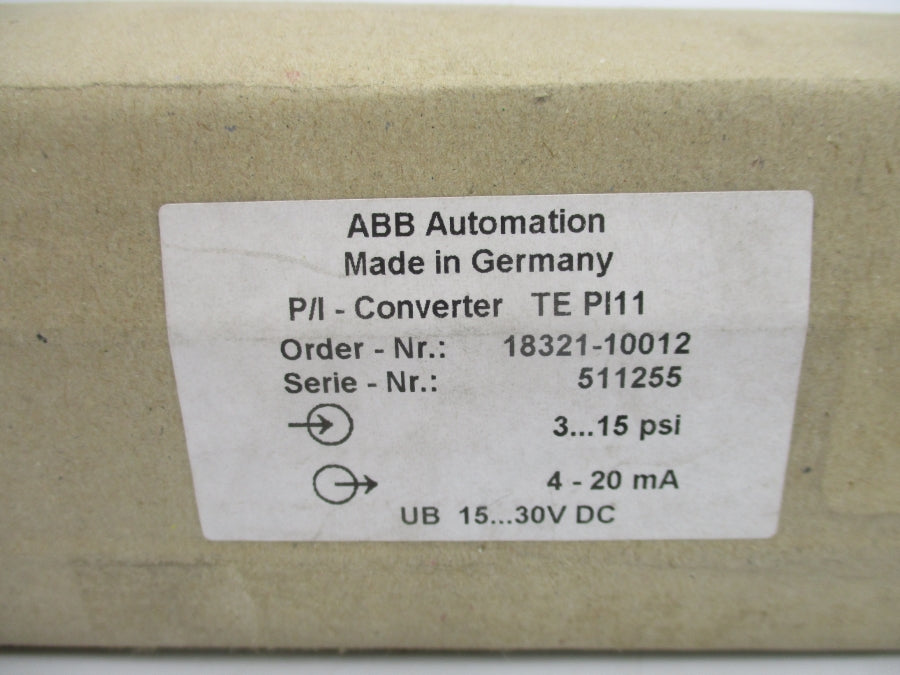 ABB Automation
Made in Germany
P/I - Converter TE PI11
Order - Nr.: 18321-10012
Serie - Nr.: 511255
3...15 psi
4 - 20 mA
UB 15...30V DC